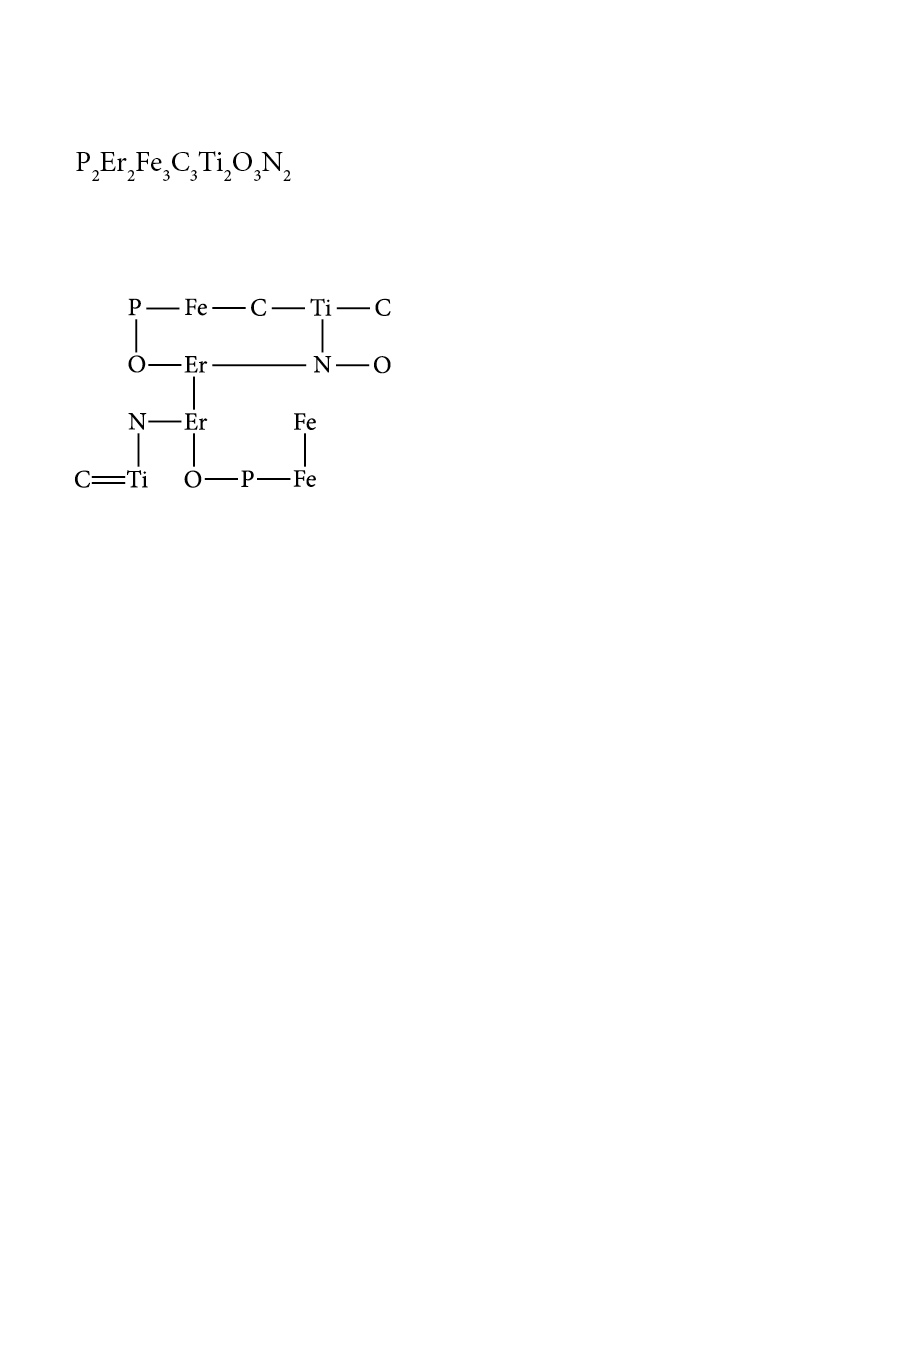 P₂Er₂Fe₃C₃Ti₂O₃N₂
P Fe C Ti C
O Er N O
N Er Fe
C Ti O P Fe